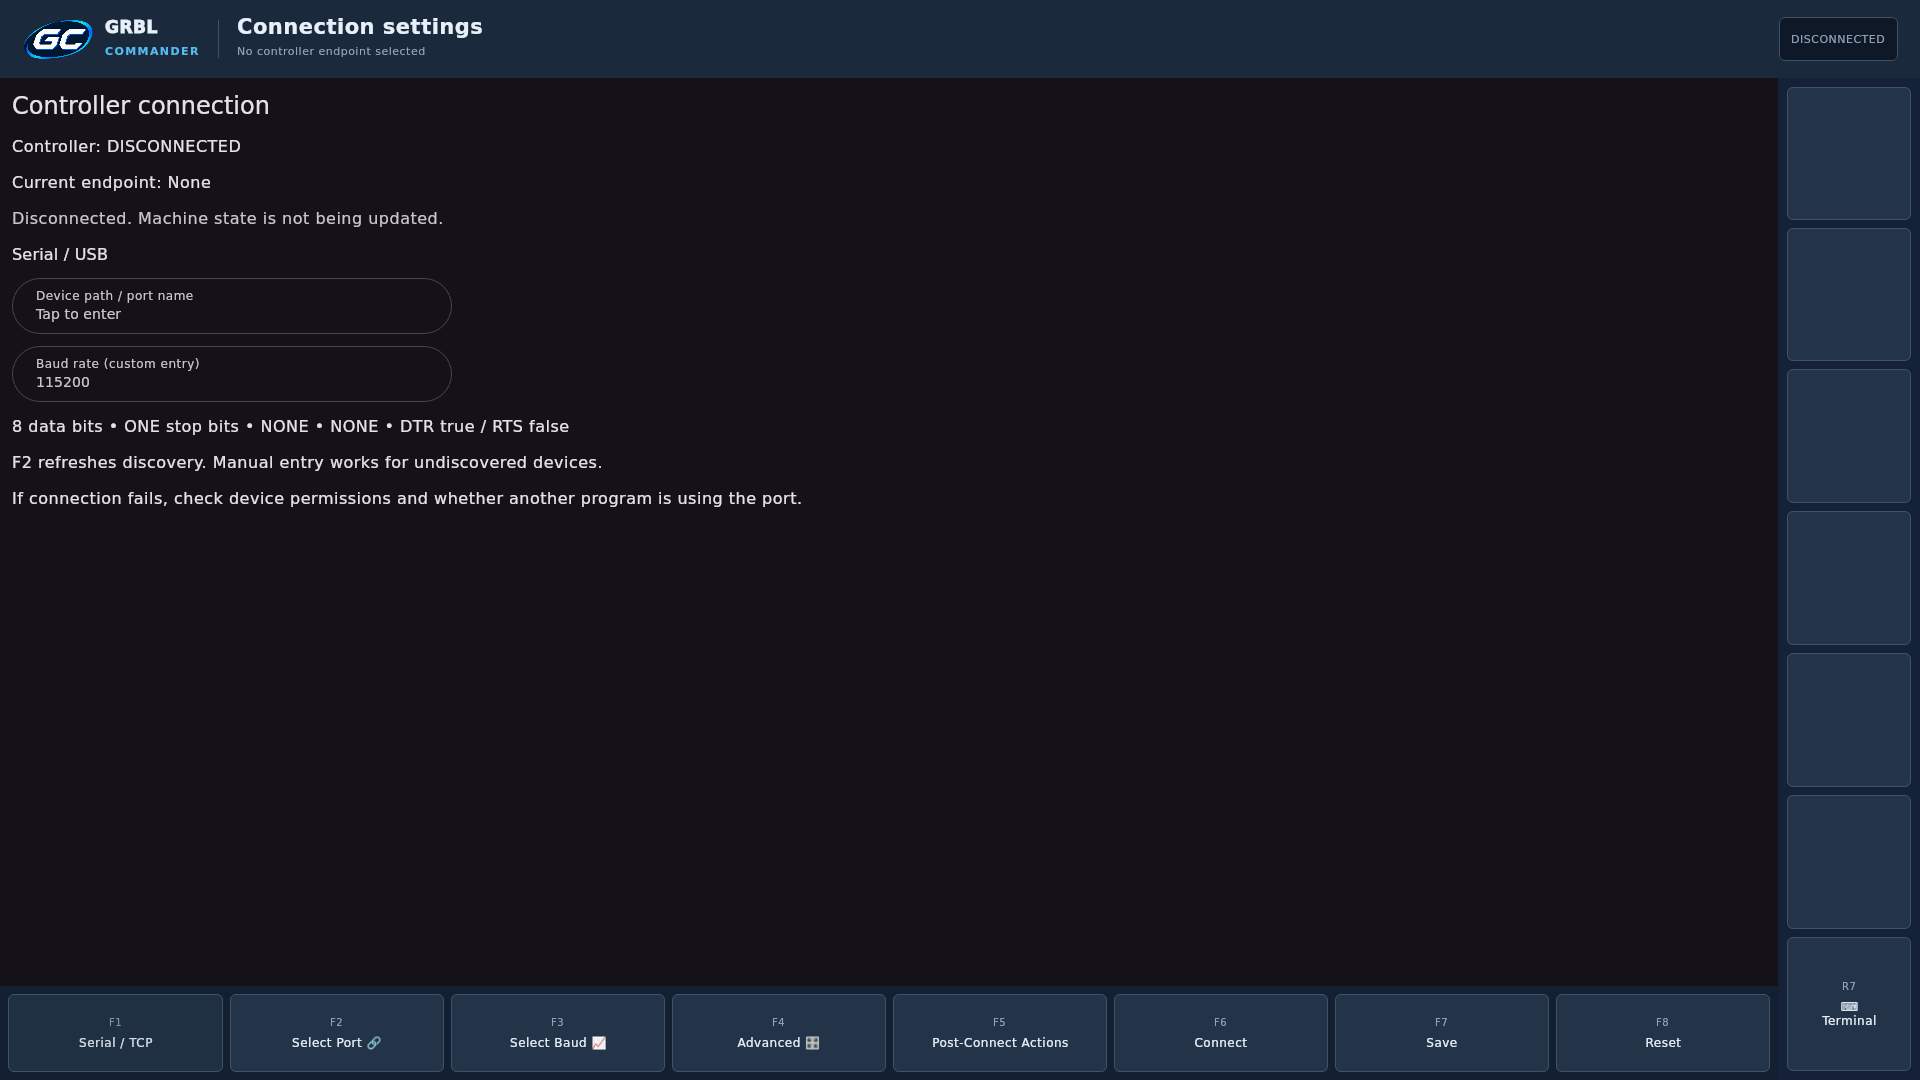 GC
GRBL
COMMANDER
Connection settings
No controller endpoint selected
DISCONNECTED
Controller connection
Controller: DISCONNECTED
Current endpoint: None
Disconnected. Machine state is not being updated.
Serial / USB
Device path / port name
Tap to enter
Baud rate (custom entry)
115200
8 data bits • ONE stop bits • NONE • NONE • DTR true / RTS false
F2 refreshes discovery. Manual entry works for undiscovered devices.
If connection fails, check device permissions and whether another program is using the port.
F1
Serial / TCP
F2
Select Port 🔗
F3
Select Baud 📈
F4
Advanced 🎛
F5
Post-Connect Actions
F6
Connect
F7
Save
F8
Reset
R7
⌨
Terminal